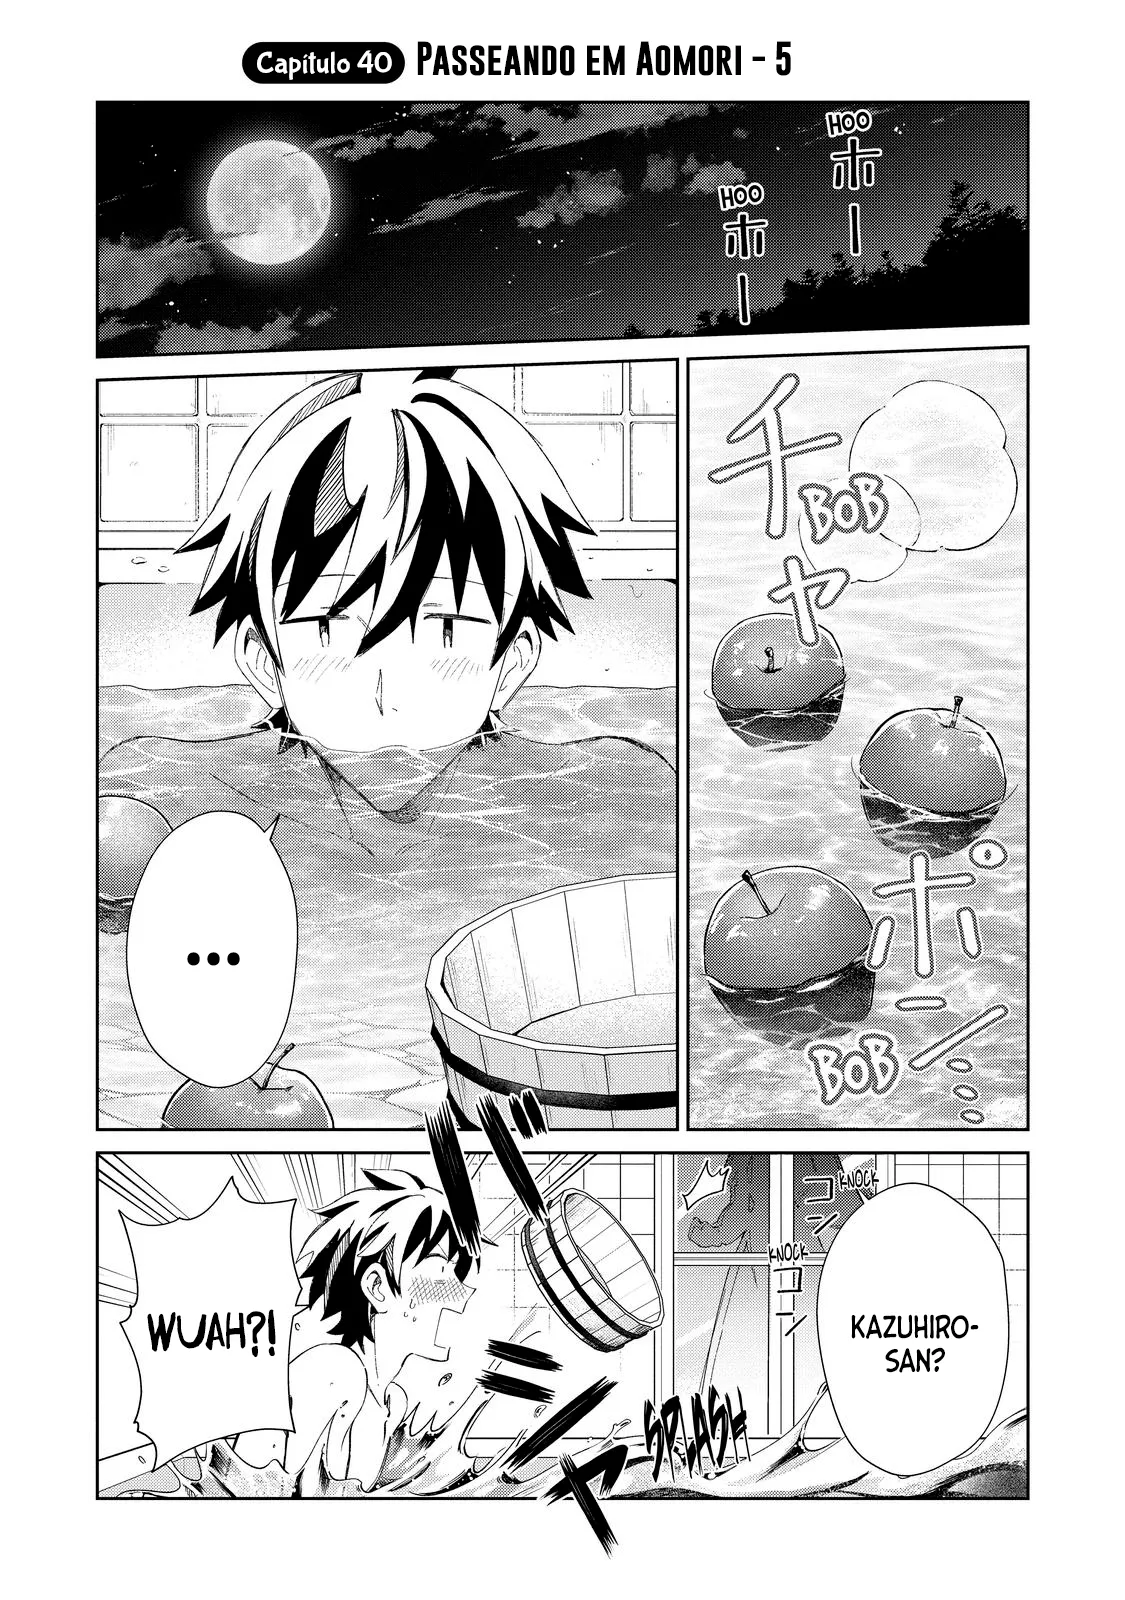 Capítulo 40 Passeando em Aomori - 5
HOO
ホー
HOO
ホー
チャ
BOB
ポ
BOB
...
KNOCK
コン
KNOCK
コン
KAZUHIRO-
SAN?
WUAH?!
SPLASH